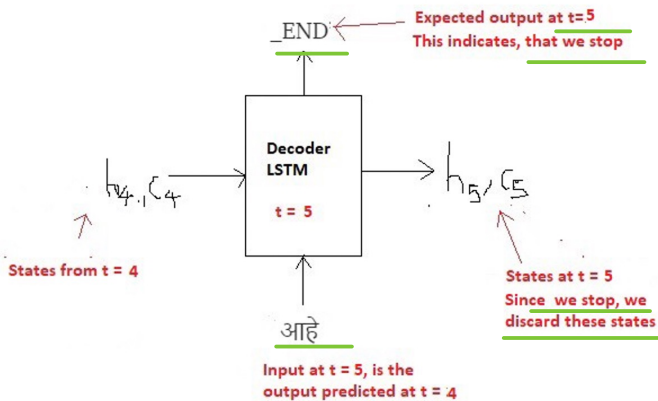 Expected output at t=5
This indicates, that we stop
_END
Decoder
LSTM
t = 5
h4, c4
h5, c5
States from t = 4
States at t = 5
Since we stop, we
discard these states
आहे
Input at t = 5, is the
output predicted at t = 4